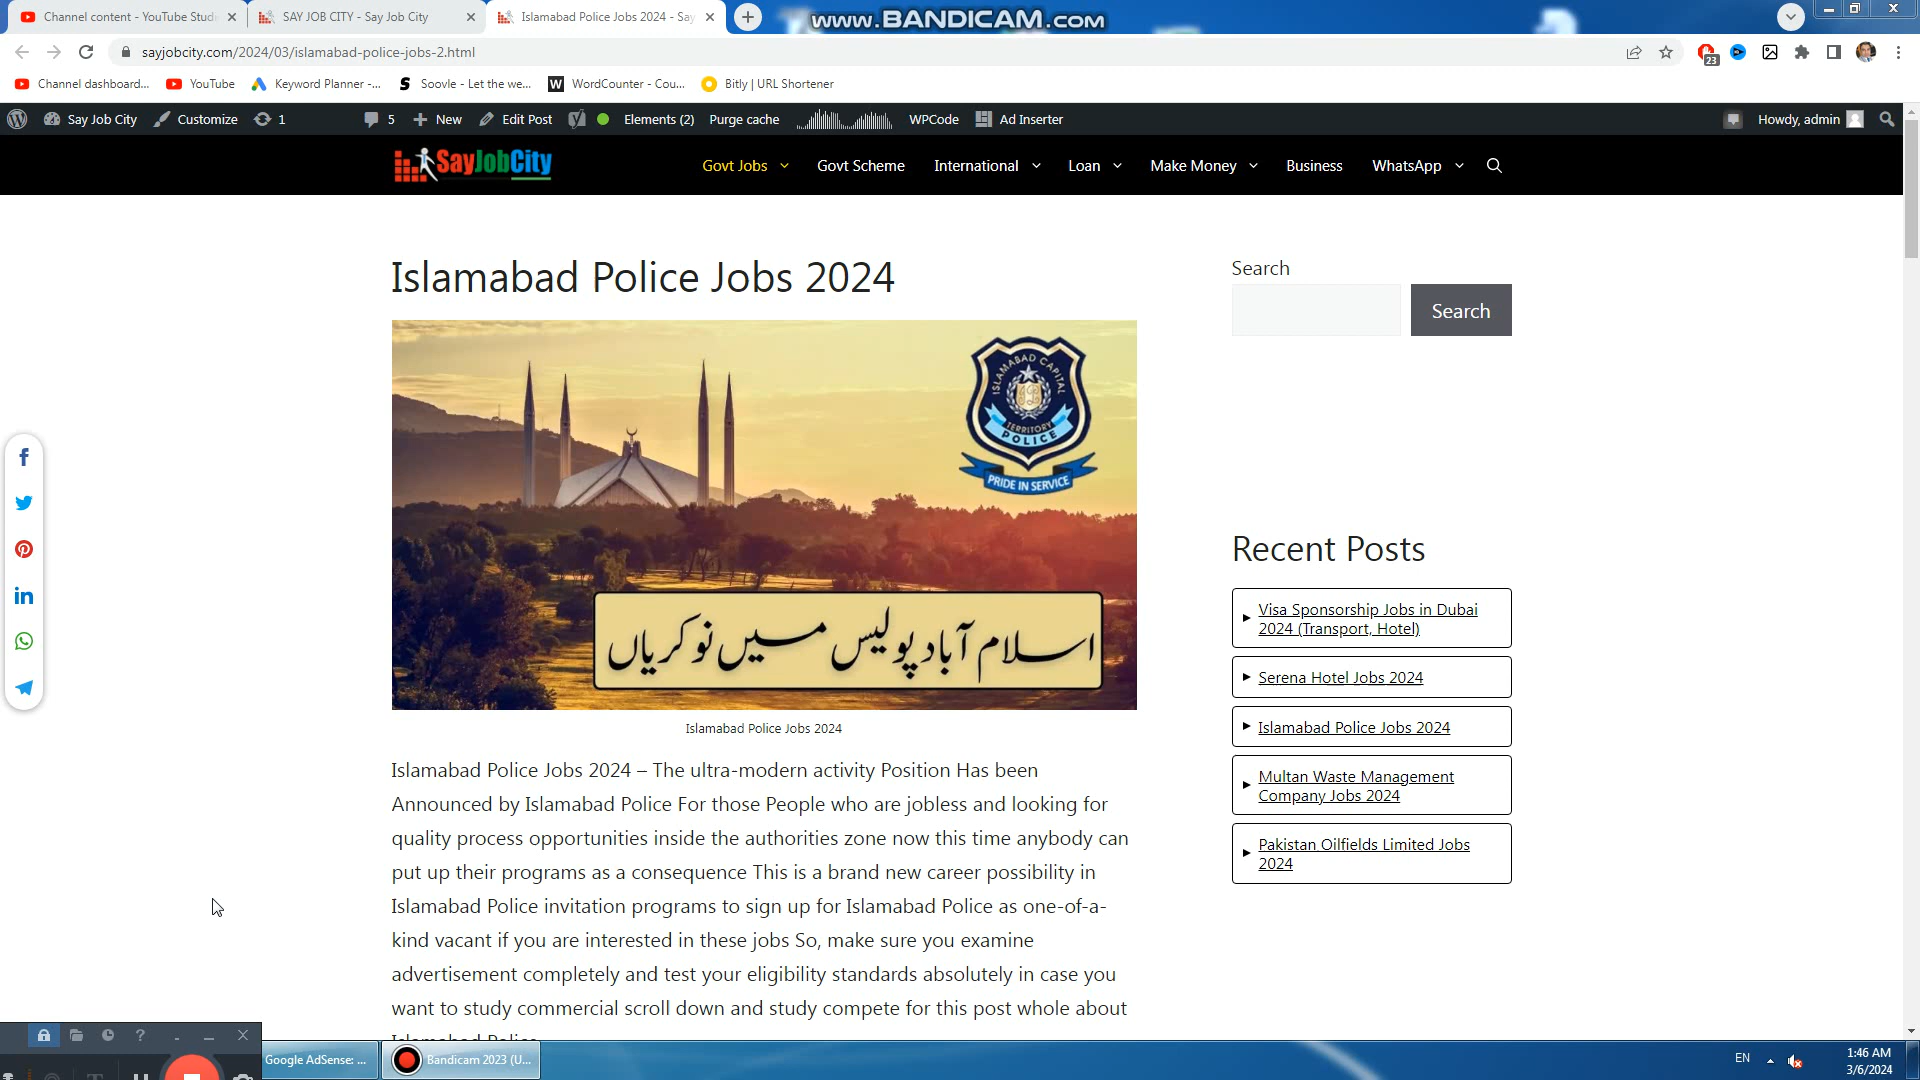 Channel content - YouTube Stud
SAY JOB CITY - Say Job City
Islamabad Police Jobs 2024 - Say
www.BANDICAM.com
sayjobcity.com/2024/03/islamabad-police-jobs-2.html
23
Channel dashboard...
YouTube
Keyword Planner -...
Soovle - Let the we...
WordCounter - Cou...
Bitly | URL Shortener
Say Job City
Customize
1
5
New
Edit Post
Elements (2)
Purge cache
WPCode
Ad Inserter
Howdy, admin
SayJobCity
Govt Jobs
Govt Scheme
International
Loan
Make Money
Business
WhatsApp
Islamabad Police Jobs 2024
ISLAMABAD CAPITAL
TERRITORY
POLICE
PRIDE IN SERVICE
اسلام آباد پولیس میں نوکریاں
Islamabad Police Jobs 2024
Islamabad Police Jobs 2024 – The ultra-modern activity Position Has been
Announced by Islamabad Police For those People who are jobless and looking for
quality process opportunities inside the authorities zone now this time anybody can
put up their programs as a consequence This is a brand new career possibility in
Islamabad Police invitation programs to sign up for Islamabad Police as one-of-a-
kind vacant if you are interested in these jobs So, make sure you examine
advertisement completely and test your eligibility standards absolutely in case you
want to study commercial scroll down and study compete for this post whole about
Islamabad Police
Search
Search
Recent Posts
Visa Sponsorship Jobs in Dubai
2024 (Transport, Hotel)
Serena Hotel Jobs 2024
Islamabad Police Jobs 2024
Multan Waste Management
Company Jobs 2024
Pakistan Oilfields Limited Jobs
2024
Google AdSense: ...
Bandicam 2023 (U...
EN
1:46 AM
3/6/2024